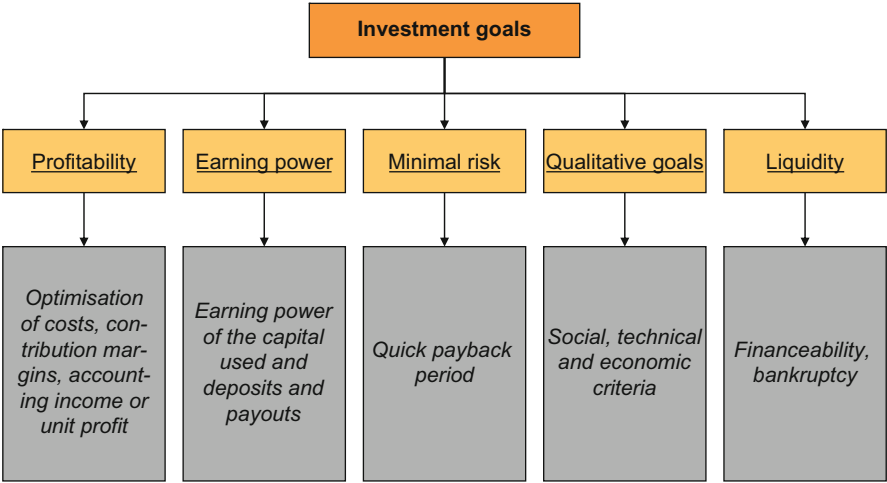 Investment goals
Profitability
Earning power
Minimal risk
Qualitative goals
Liquidity
Optimisation
of costs, con-
tribution mar-
gins, account-
ing income or
unit profit
Earning power
of the capital
used and
deposits and
payouts
Quick payback
period
Social, technical
and economic
criteria
Financeability,
bankruptcy